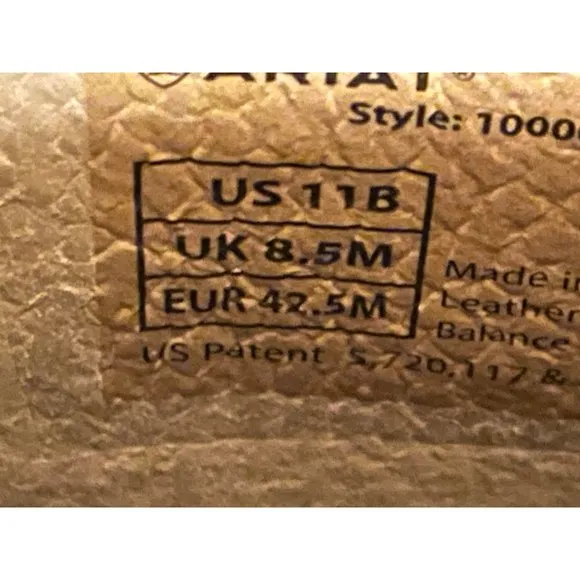 ARIAT®
Style: 1000
US 11B
UK 8.5M
EUR 42.5M
Made in
Leather
Balance
US Patent 5,720,117 &